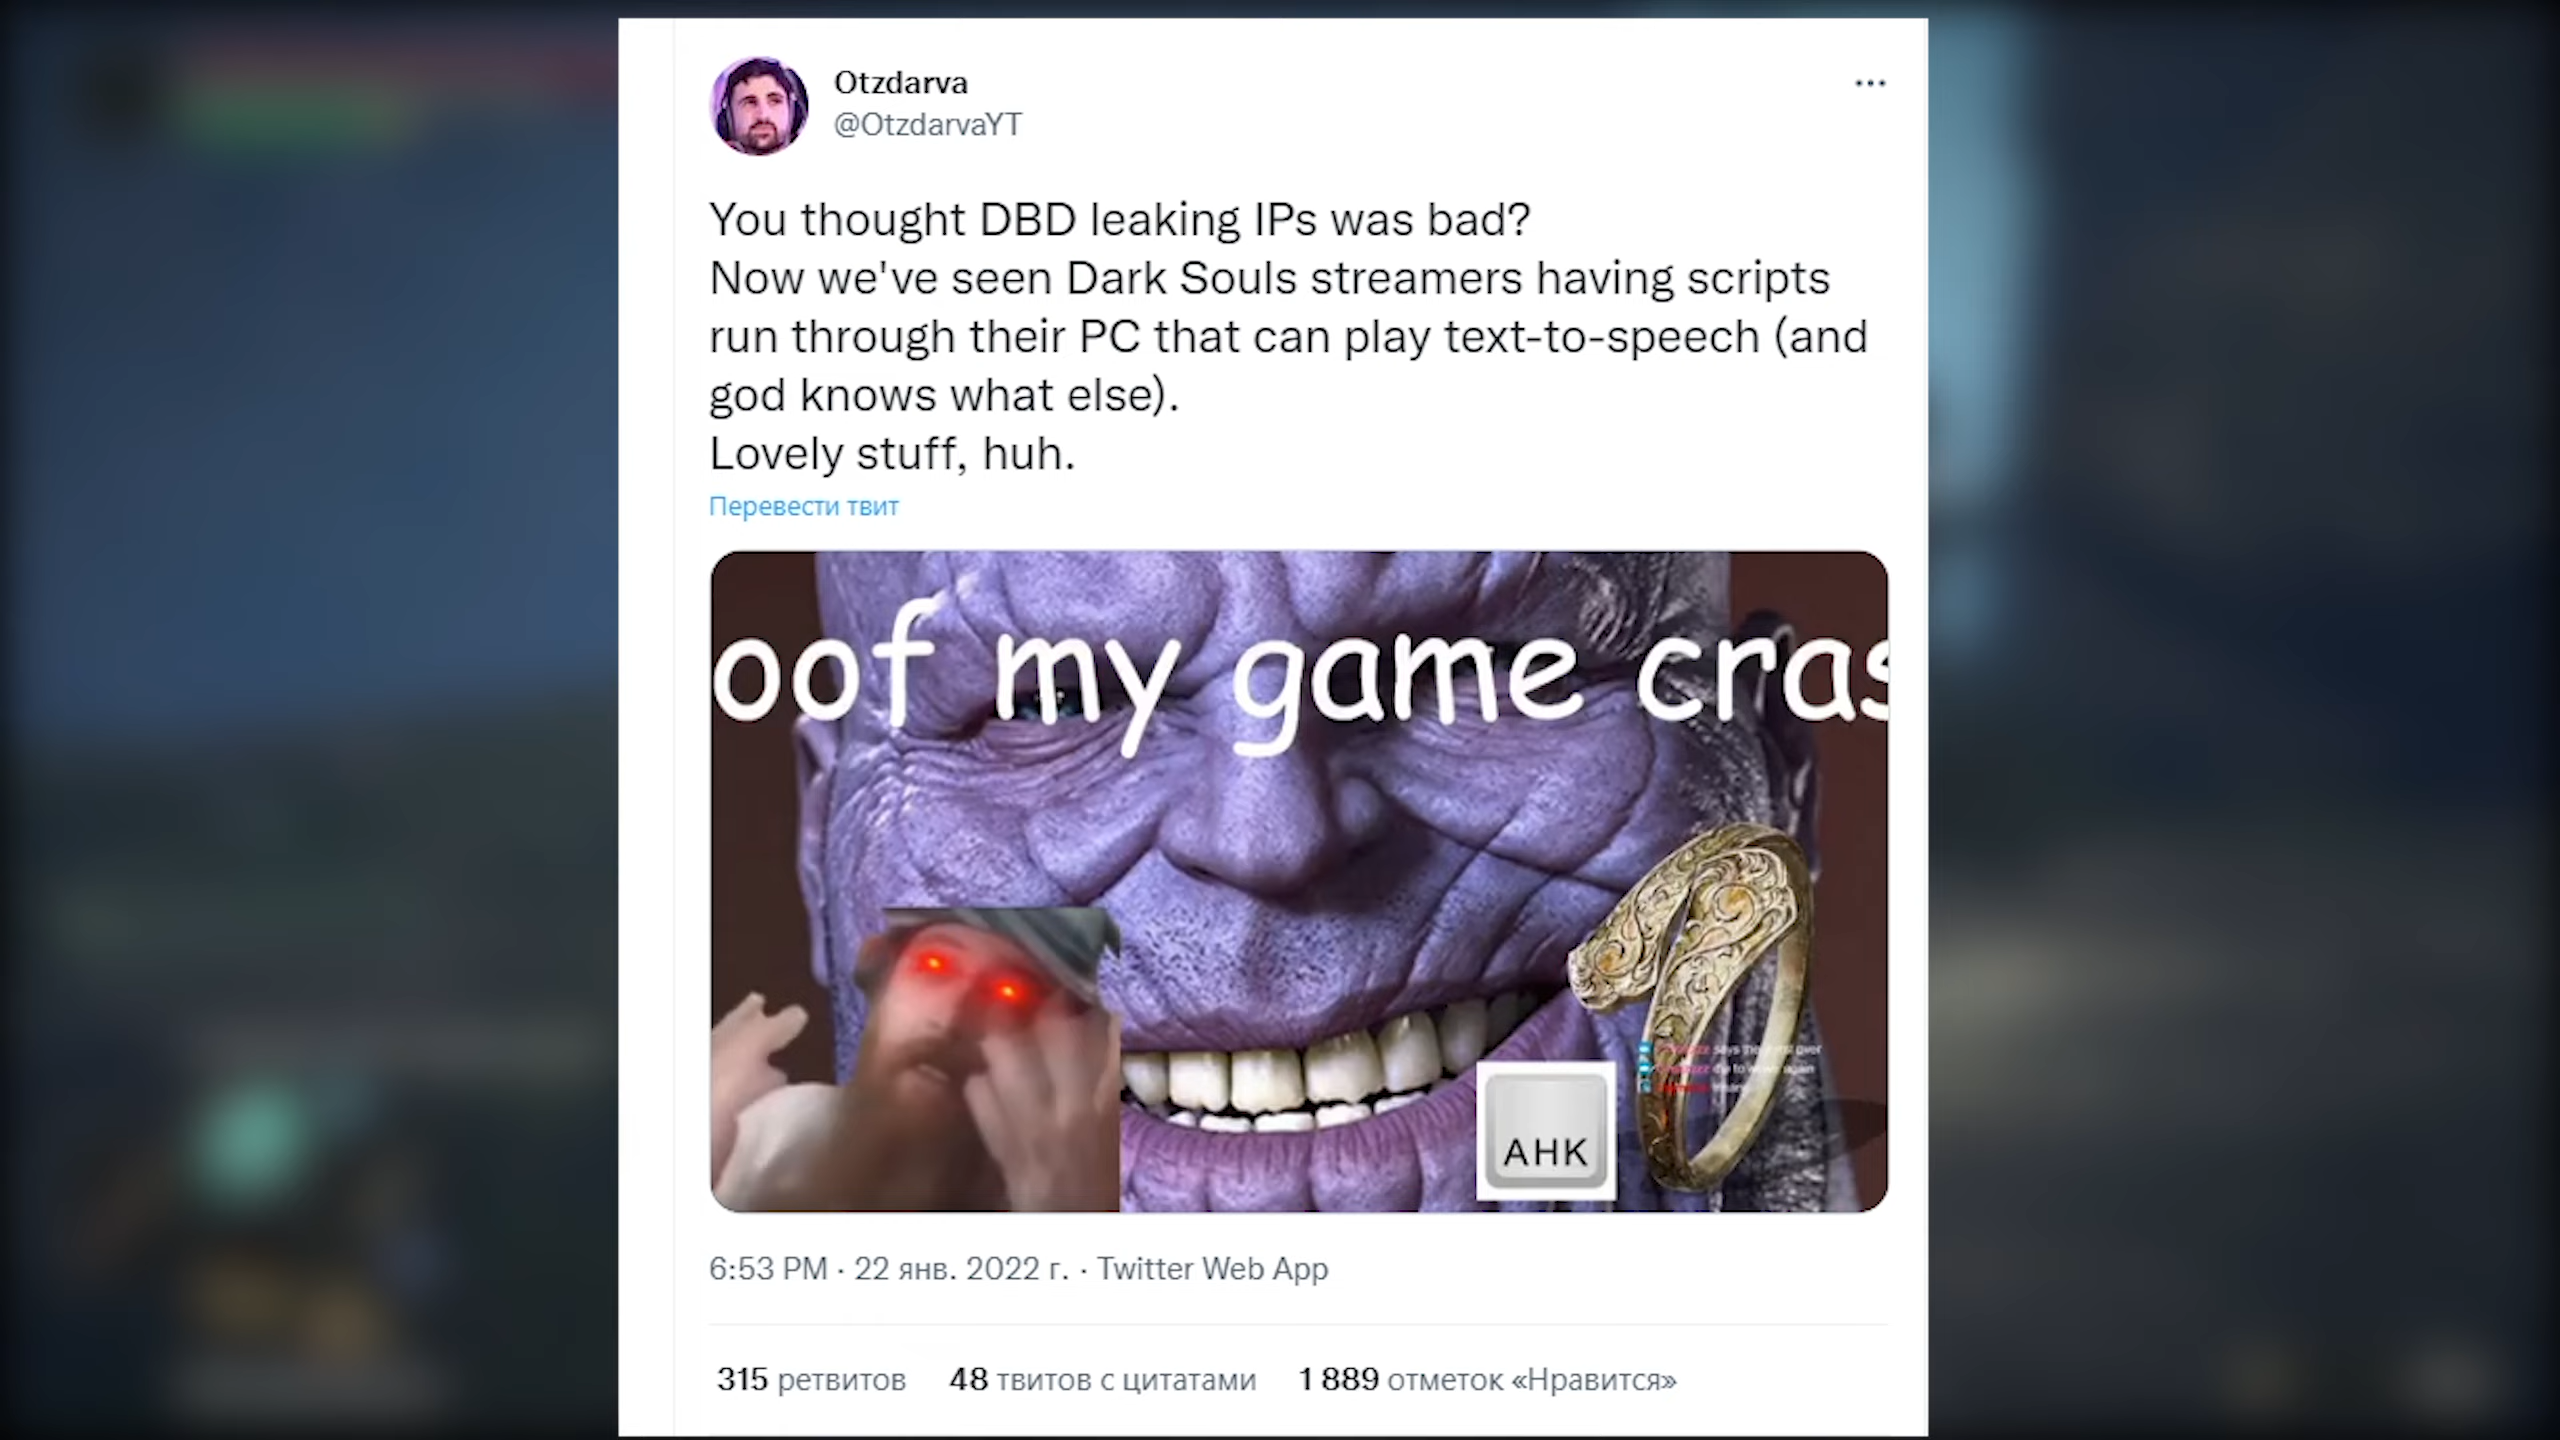 Otzdarva
@OtzdarvaYT
You thought DBD leaking IPs was bad?
Now we've seen Dark Souls streamers having scripts
run through their PC that can play text-to-speech (and
god knows what else).
Lovely stuff, huh.
Перевести твит
oof my game cras
AHK
6:53 PM · 22 янв. 2022 г. · Twitter Web App
315 ретвитов 48 твитов с цитатами 1 889 отметок «Нравится»